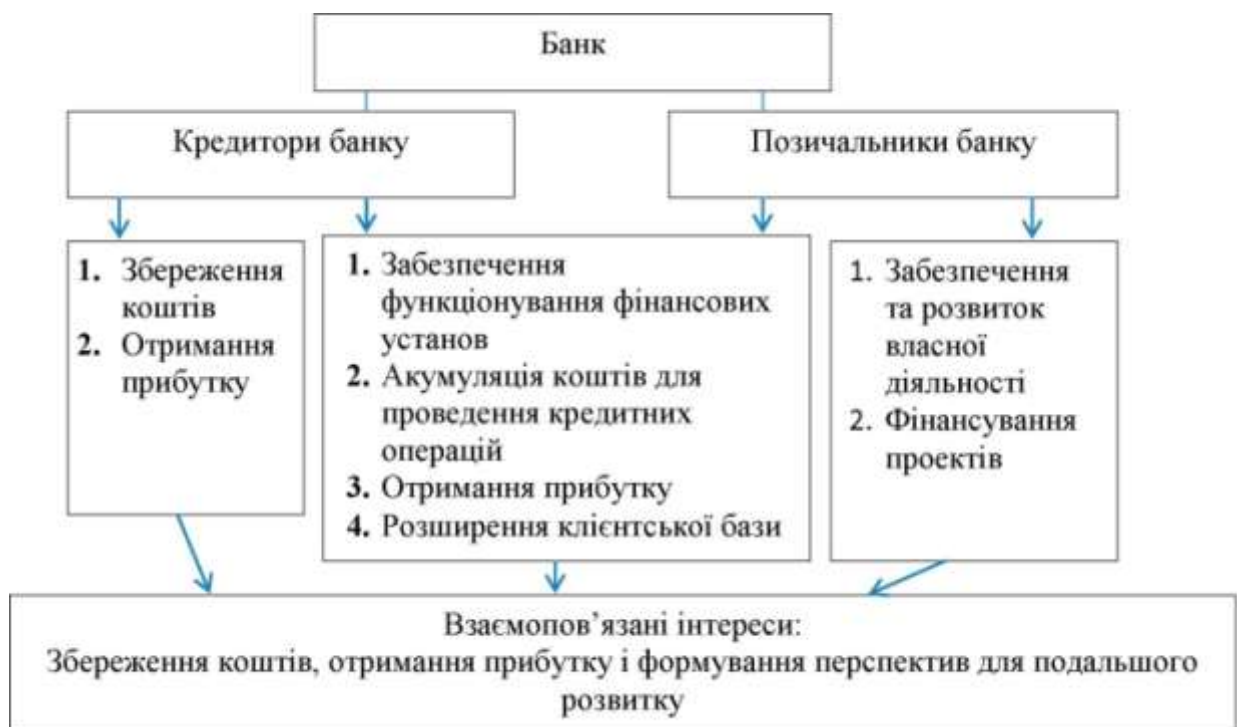 Банк
Кредитори банку
Позичальники банку
1. Збереження
коштів
2. Отримання
прибутку
1. Забезпечення
функціонування фінансових
установ
2. Акумуляція коштів для
проведення кредитних
операцій
3. Отримання прибутку
4. Розширення клієнтської бази
1. Забезпечення
та розвиток
власної
діяльності
2. Фінансування
проектів
Взаємопов’язані інтереси:
Збереження коштів, отримання прибутку і формування перспектив для подальшого
розвитку